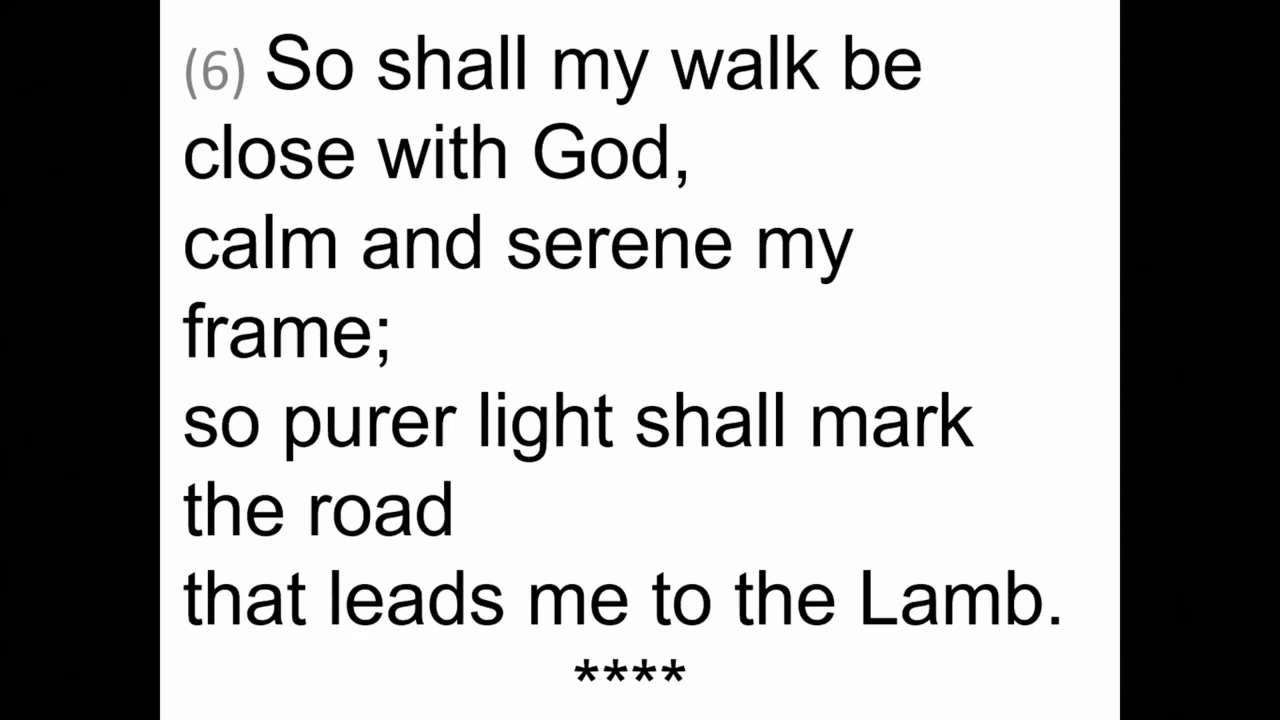 (6) So shall my walk be
close with God,
calm and serene my
frame;
so purer light shall mark
the road
that leads me to the Lamb.
****